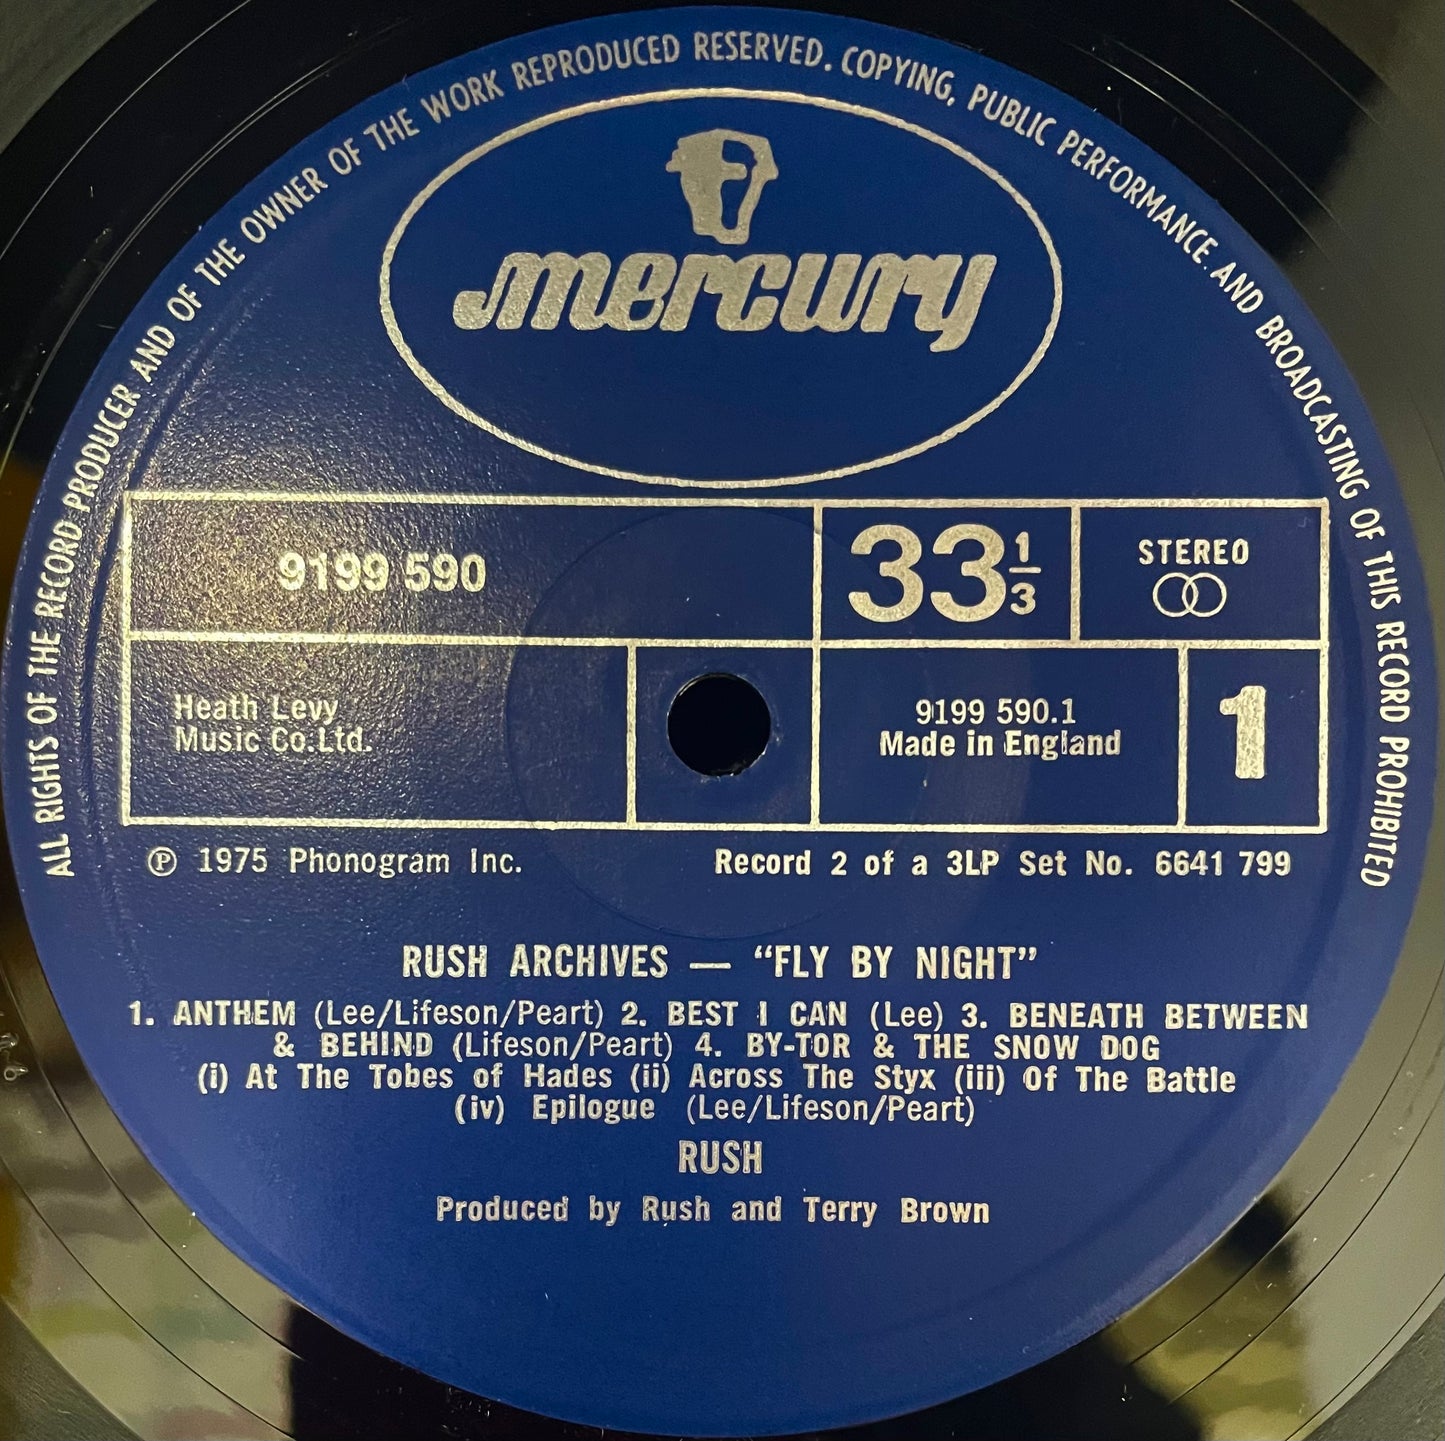 ALL RIGHTS OF THE RECORD PRODUCER AND OF THE OWNER OF THE WORK REPRODUCED RESERVED. COPYING, PUBLIC PERFORMANCE AND BROADCASTING OF THIS RECORD PROHIBITED
mercury
9199 590
33 1/3
STEREO
Heath Levy
Music Co.Ltd.
9199 590.1
Made in England
1
℗ 1975 Phonogram Inc.
Record 2 of a 3LP Set No. 6641 799
RUSH ARCHIVES — “FLY BY NIGHT”
1. ANTHEM (Lee/Lifeson/Peart) 2. BEST I CAN (Lee) 3. BENEATH BETWEEN
& BEHIND (Lifeson/Peart) 4. BY-TOR & THE SNOW DOG
(i) At The Tobes of Hades (ii) Across The Styx (iii) Of The Battle
(iv) Epilogue (Lee/Lifeson/Peart)
RUSH
Produced by Rush and Terry Brown